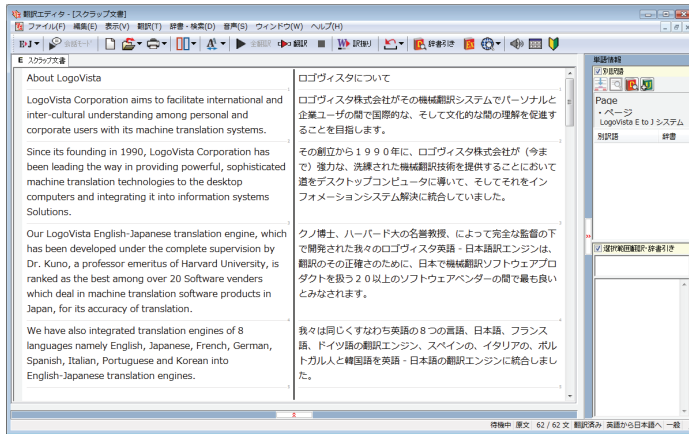 翻訳エディタ - [スクラップ文書]
ファイル(F) 編集(E) 表示(V) 翻訳(T) 辞書・検索(D) 音声(S) ウィンドウ(W) ヘルプ(H)
E▸J 会話モード 全翻訳 翻訳 訳振り 辞書引き
E スクラップ文書
About LogoVista
LogoVista Corporation aims to facilitate international and
inter-cultural understanding among personal and
corporate users with its machine translation systems.
Since its founding in 1990, LogoVista Corporation has
been leading the way in providing powerful, sophisticated
machine translation technologies to the desktop
computers and integrating it into information systems
Solutions.
Our LogoVista English-Japanese translation engine, which
has been developed under the complete supervision by
Dr. Kuno, a professor emeritus of Harvard University, is
ranked as the best among over 20 Software venders
which deal in machine translation software products in
Japan, for its accuracy of translation.
We have also integrated translation engines of 8
languages namely English, Japanese, French, German,
Spanish, Italian, Portuguese and Korean into
English-Japanese translation engines.
ロゴヴィスタについて
ロゴヴィスタ株式会社がその機械翻訳システムでパーソナルと
企業ユーザの間で国際的な、そして文化的な間の理解を促進す
ることを目指します。
その創立から１９９０年に、ロゴヴィスタ株式会社が（今ま
で）強力な、洗練された機械翻訳技術を提供することにおいて
道をデスクトップコンピュータに導いて、そしてそれをイン
フォメーションシステム解決に統合していました。
クノ博士、ハーバード大の名誉教授、によって完全な監督の下
で開発された我々のロゴヴィスタ英語 - 日本語訳エンジンは、
翻訳のその正確さのために、日本で機械翻訳ソフトウェアプロ
ダクトを扱う２０以上のソフトウェアベンダーの間で最も良い
とみなされます。
我々は同じくすなわち英語の８つの言語、日本語、フランス
語、ドイツ語の翻訳エンジン、スペインの、イタリアの、ポル
トガル人と韓国語を英語 - 日本語の翻訳エンジンに統合しまし
た。
単語情報
別訳語
Page
・ページ
LogoVista E to J システム
別訳語 辞書
選択範囲翻訳・辞書引き
待機中 原文 62 / 62 文 翻訳済み 英語から日本語へ 一般